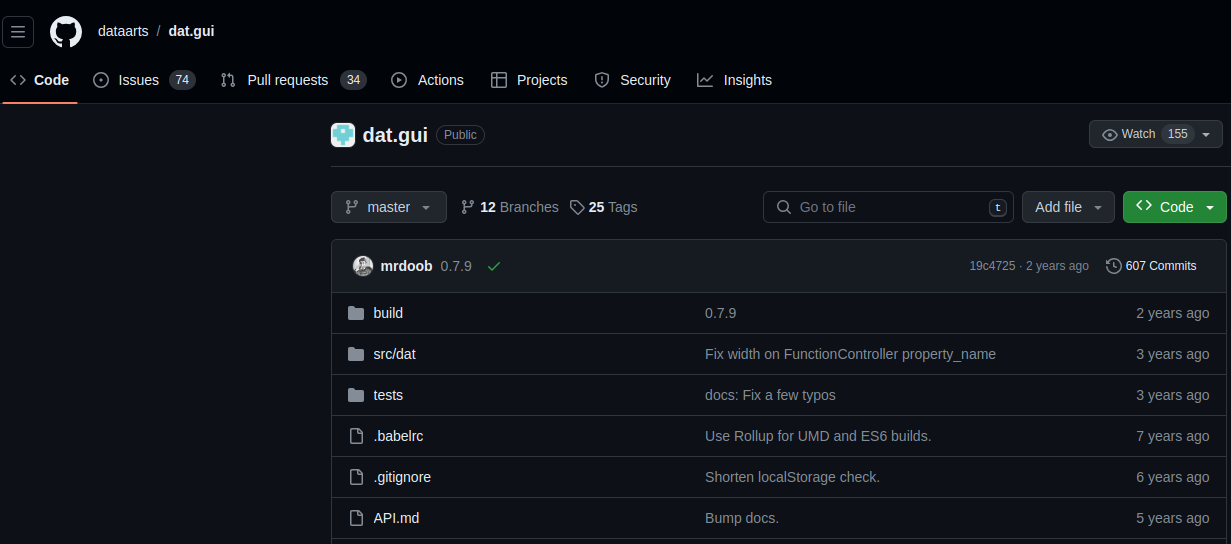 dataarts / dat.gui
Code Issues 74 Pull requests 34 Actions Projects Security Insights
dat.gui Public Watch 155
master 12 Branches 25 Tags Go to file t Add file Code
mrdoob 0.7.9 19c4725 · 2 years ago 607 Commits
build 0.7.9 2 years ago
src/dat Fix width on FunctionController property_name 3 years ago
tests docs: Fix a few typos 3 years ago
.babelrc Use Rollup for UMD and ES6 builds. 7 years ago
.gitignore Shorten localStorage check. 6 years ago
API.md Bump docs. 5 years ago